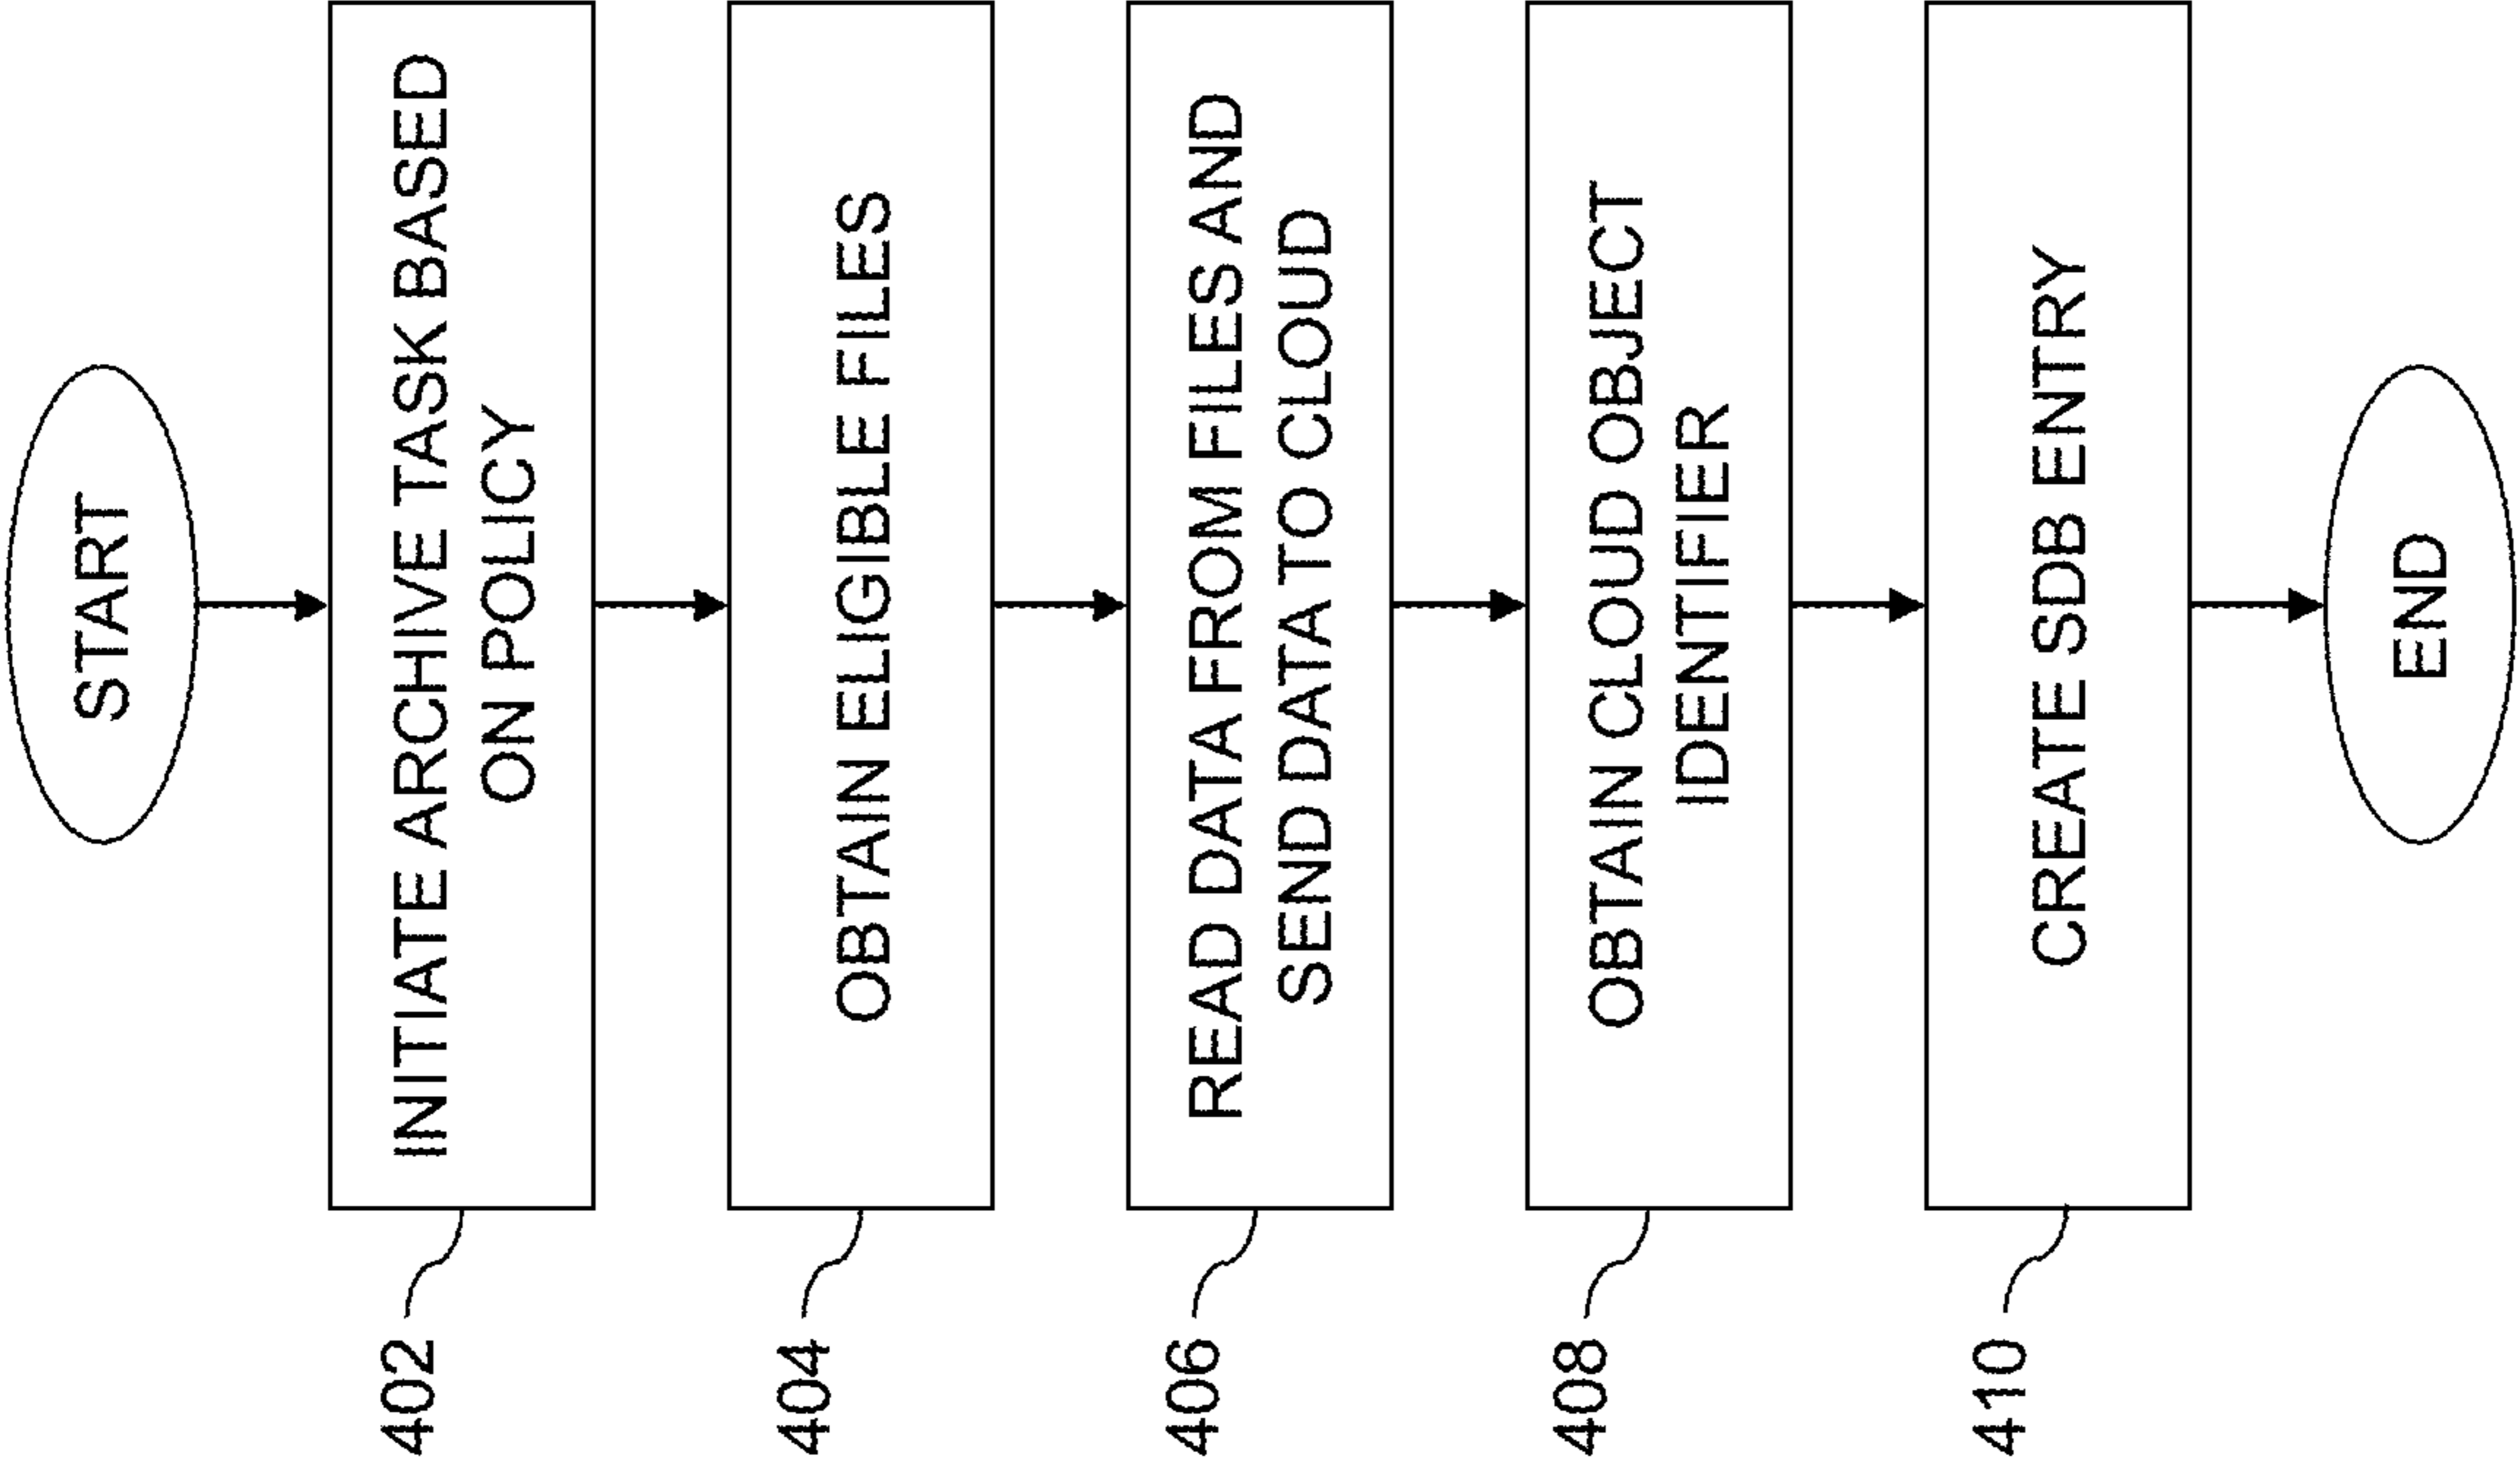 START
INITIATE ARCHIVE TASK BASED
ON POLICY
402
OBTAIN ELIGIBLE FILES
404
READ DATA FROM FILES AND
SEND DATA TO CLOUD
406
OBTAIN CLOUD OBJECT
IDENTIFIER
408
CREATE SDB ENTRY
410
END